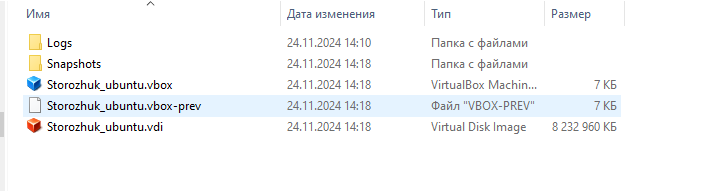 Имя Дата изменения Тип Размер
Logs 24.11.2024 14:10 Папка с файлами
Snapshots 24.11.2024 14:18 Папка с файлами
Storozhuk_ubuntu.vbox 24.11.2024 14:18 VirtualBox Machin... 7 КБ
Storozhuk_ubuntu.vbox-prev 24.11.2024 14:18 Файл "VBOX-PREV" 7 КБ
Storozhuk_ubuntu.vdi 24.11.2024 14:18 Virtual Disk Image 8 232 960 КБ